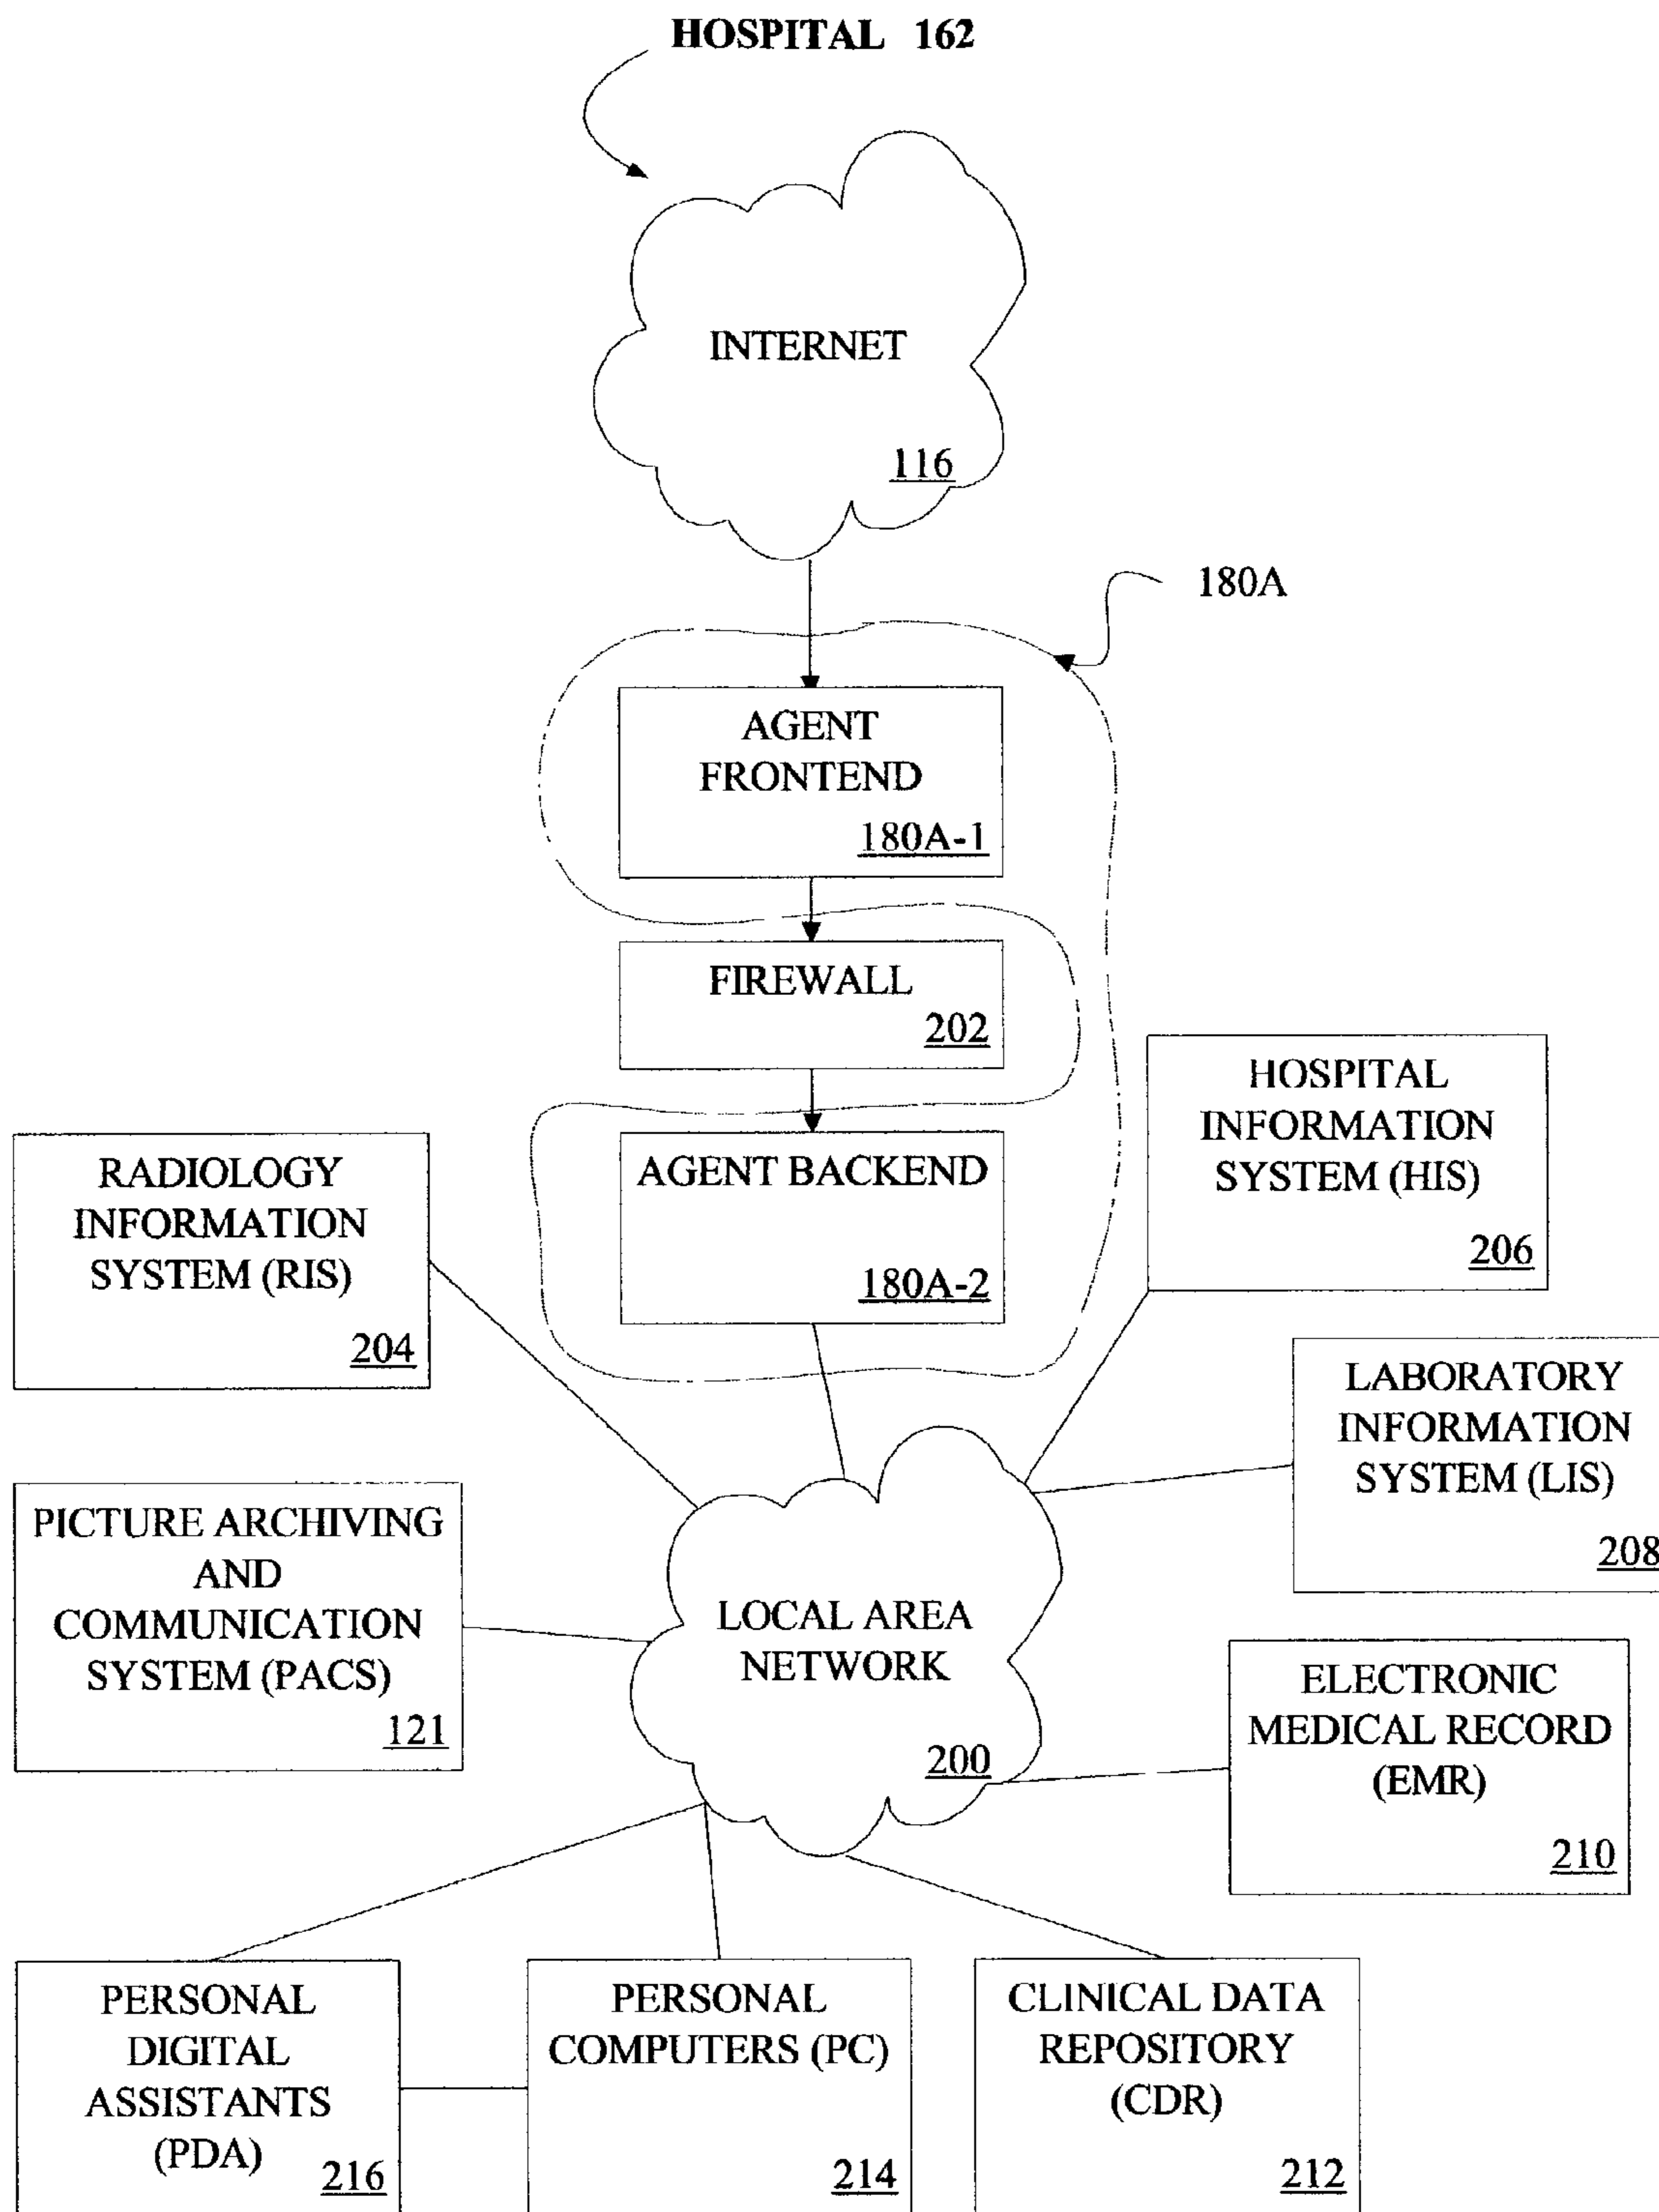 HOSPITAL 162
INTERNET
116
180A
AGENT
FRONTEND
180A-1
FIREWALL
202
AGENT BACKEND
180A-2
HOSPITAL
INFORMATION
SYSTEM (HIS)
206
RADIOLOGY
INFORMATION
SYSTEM (RIS)
204
LABORATORY
INFORMATION
SYSTEM (LIS)
208
PICTURE ARCHIVING
AND
COMMUNICATION
SYSTEM (PACS)
121
LOCAL AREA
NETWORK
200
ELECTRONIC
MEDICAL RECORD
(EMR)
210
PERSONAL
DIGITAL
ASSISTANTS
(PDA)
216
PERSONAL
COMPUTERS (PC)
214
CLINICAL DATA
REPOSITORY
(CDR)
212